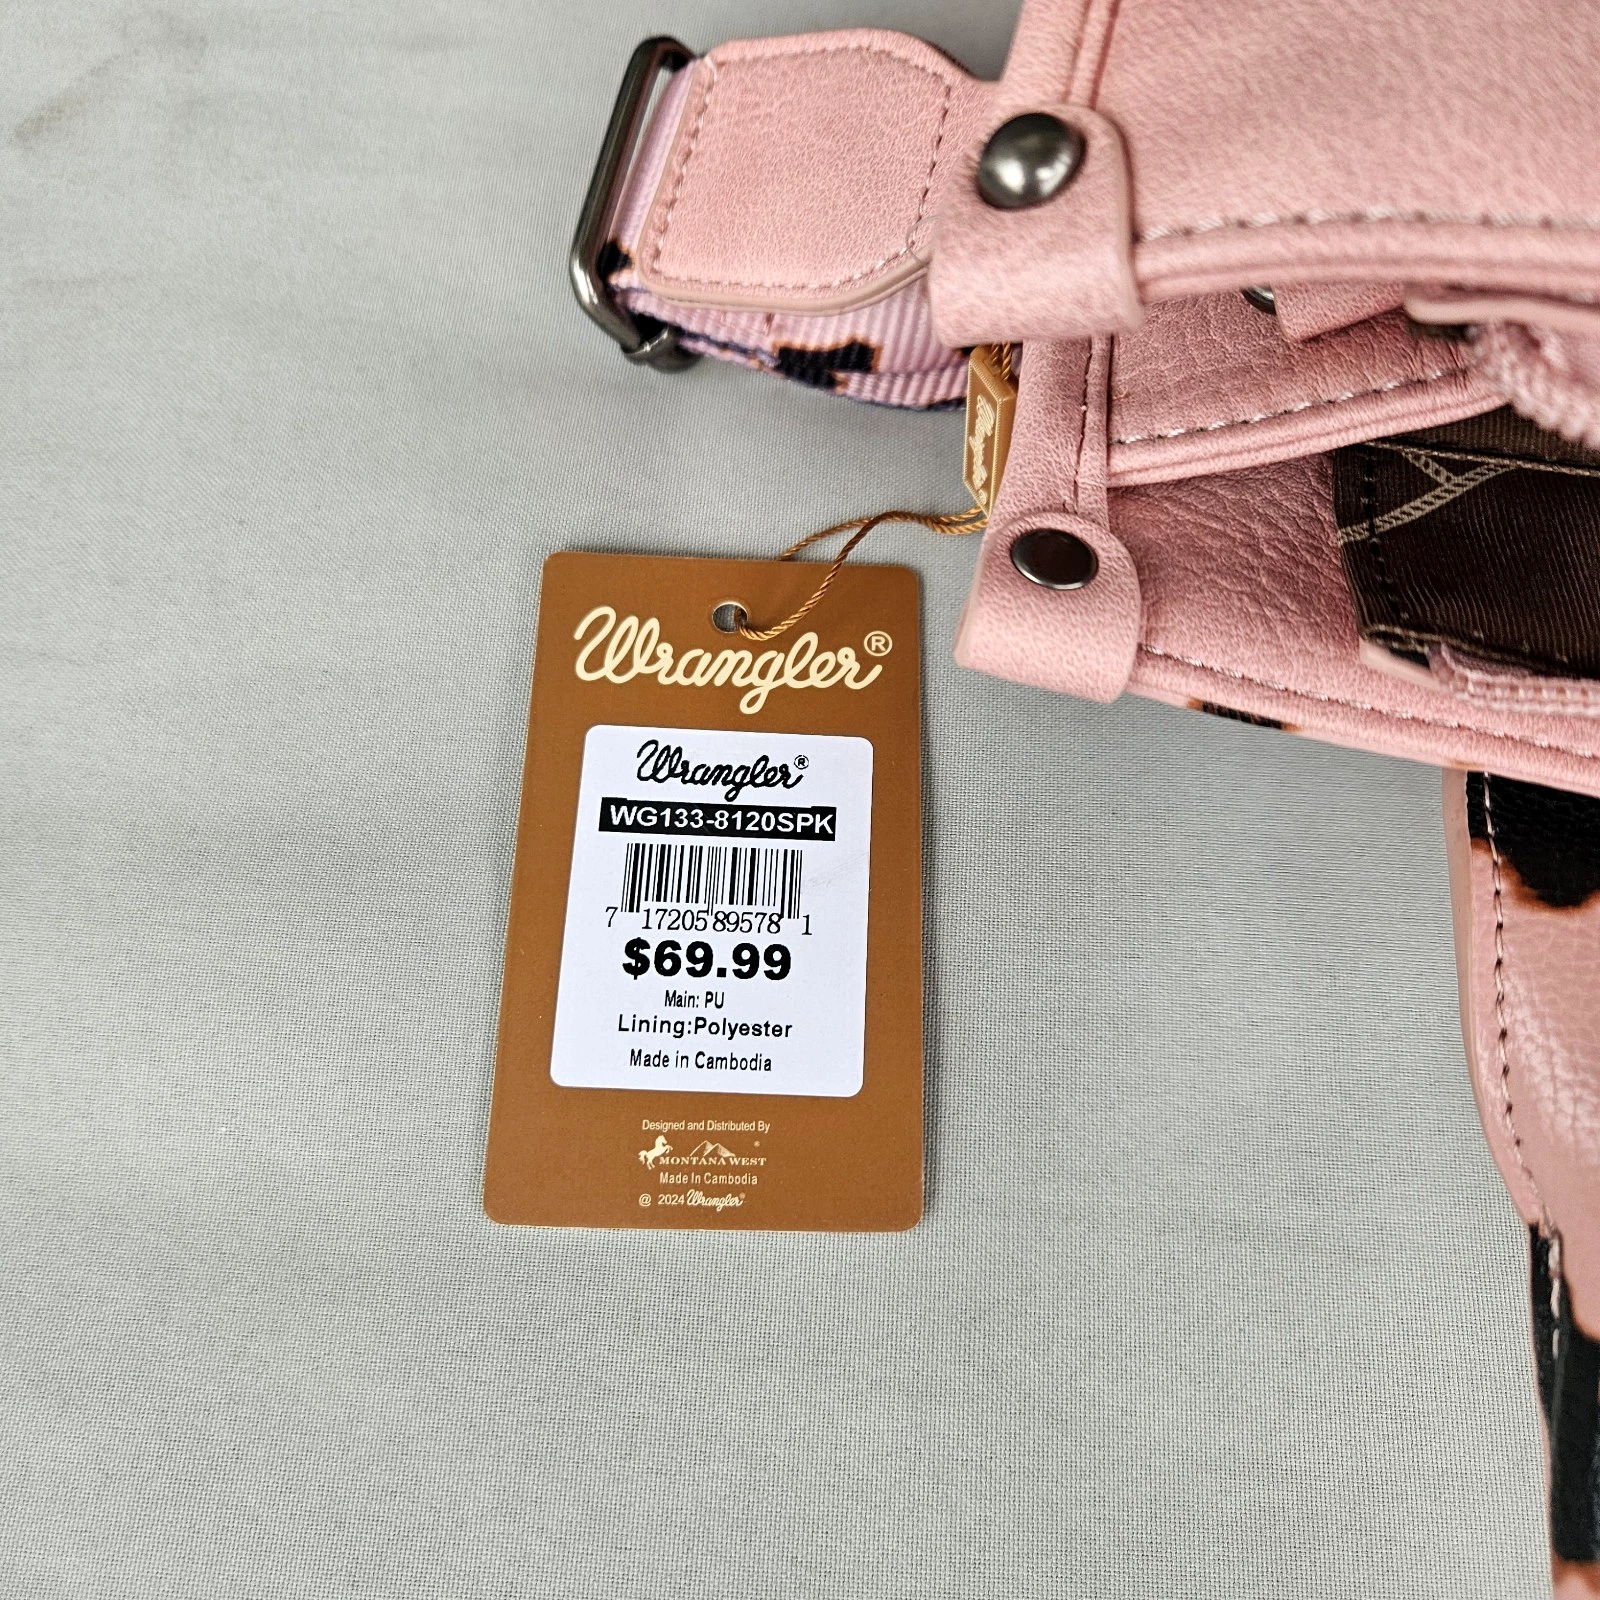 Wrangler®
Wrangler®
Wrangler®
WG133-8120SPK
7 17205 89578 1
$69.99
Main: PU
Lining:Polyester
Made in Cambodia
Designed and Distributed By
MONTANA WEST®
Made In Cambodia
@ 2024 Wrangler®